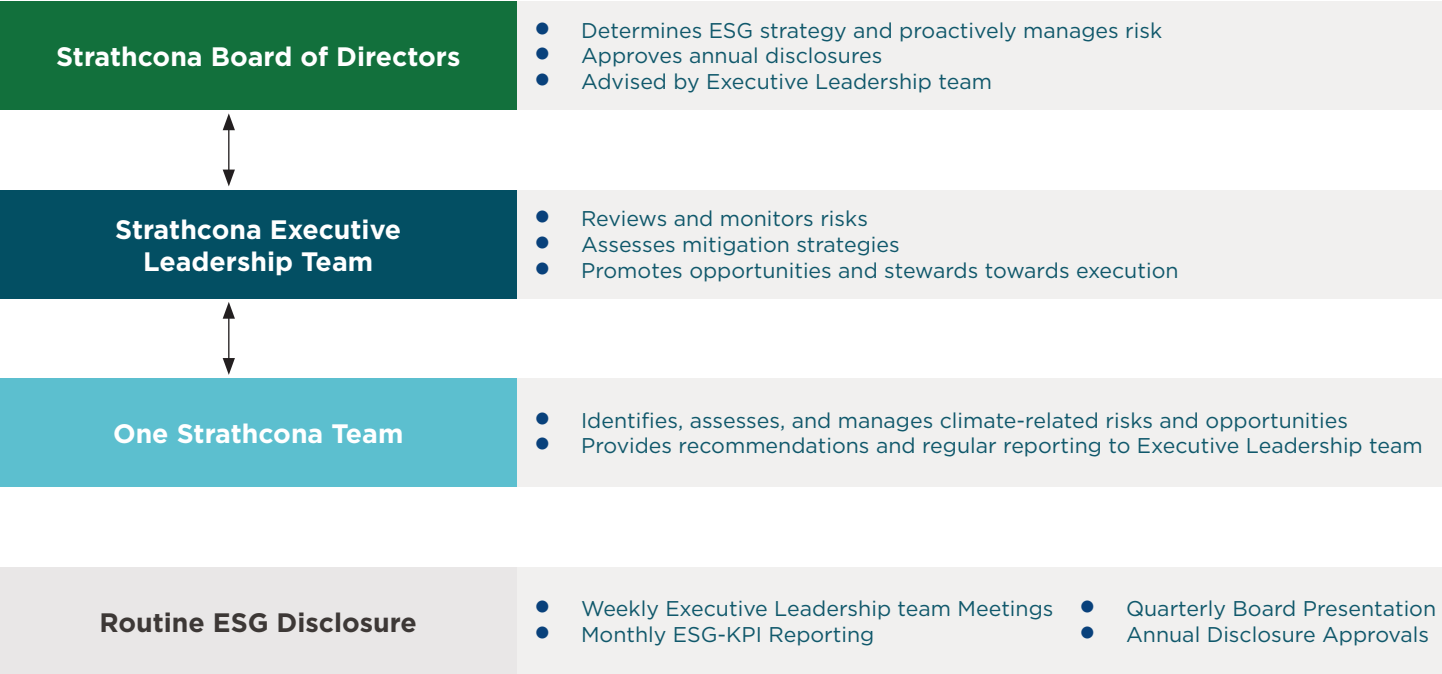 Strathcona Board of Directors
● Determines ESG strategy and proactively manages risk
● Approves annual disclosures
● Advised by Executive Leadership team
Strathcona Executive
Leadership Team
● Reviews and monitors risks
● Assesses mitigation strategies
● Promotes opportunities and stewards towards execution
One Strathcona Team
● Identifies, assesses, and manages climate-related risks and opportunities
● Provides recommendations and regular reporting to Executive Leadership team
Routine ESG Disclosure
● Weekly Executive Leadership team Meetings
● Monthly ESG-KPI Reporting
● Quarterly Board Presentation
● Annual Disclosure Approvals